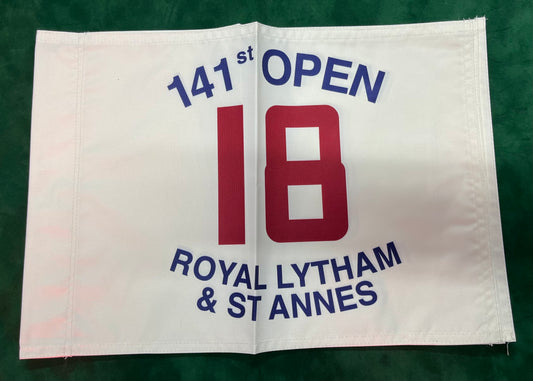 141st OPEN
18
ROYAL LYTHAM
& ST ANNES